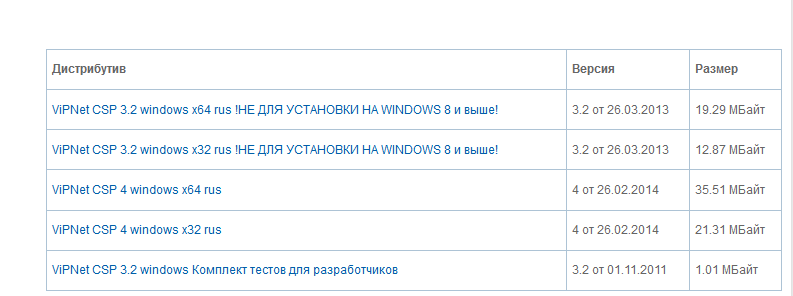 Дистрибутив Версия Размер
ViPNet CSP 3.2 windows x64 rus !НЕ ДЛЯ УСТАНОВКИ НА WINDOWS 8 и выше! 3.2 от 26.03.2013 19.29 МБайт
ViPNet CSP 3.2 windows x32 rus !НЕ ДЛЯ УСТАНОВКИ НА WINDOWS 8 и выше! 3.2 от 26.03.2013 12.87 МБайт
ViPNet CSP 4 windows x64 rus 4 от 26.02.2014 35.51 МБайт
ViPNet CSP 4 windows x32 rus 4 от 26.02.2014 21.31 МБайт
ViPNet CSP 3.2 windows Комплект тестов для разработчиков 3.2 от 01.11.2011 1.01 МБайт